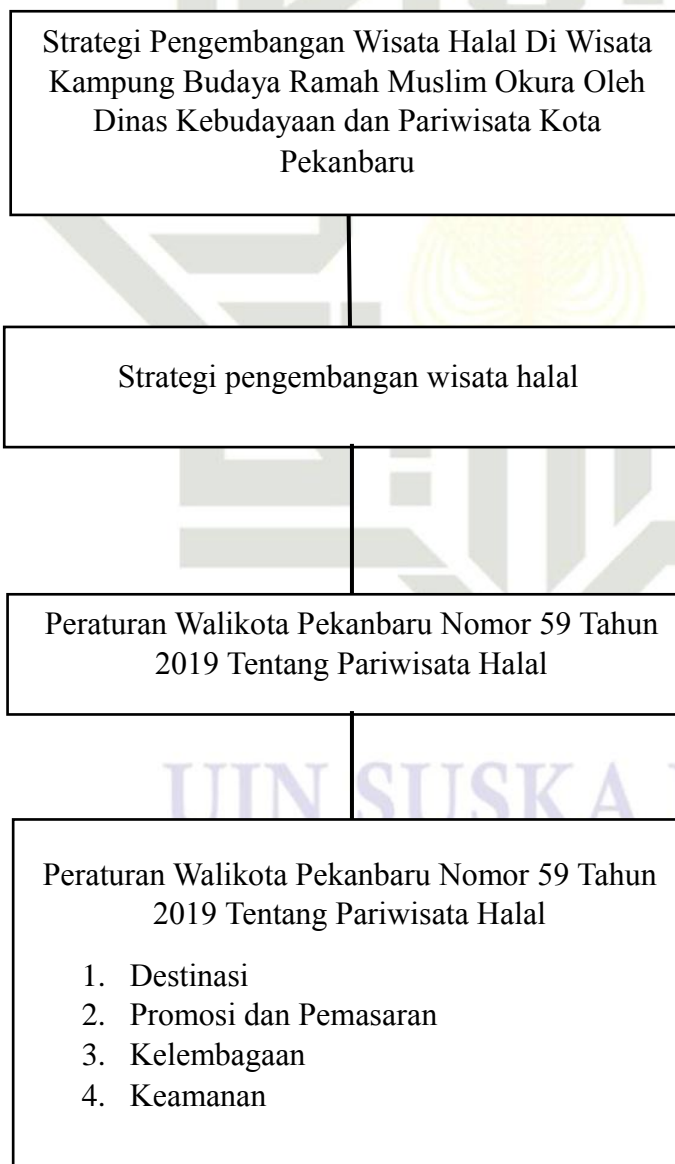 Strategi Pengembangan Wisata Halal Di Wisata
Kampung Budaya Ramah Muslim Okura Oleh
Dinas Kebudayaan dan Pariwisata Kota
Pekanbaru
Strategi pengembangan wisata halal
Peraturan Walikota Pekanbaru Nomor 59 Tahun
2019 Tentang Pariwisata Halal
UIN SUSKA
Peraturan Walikota Pekanbaru Nomor 59 Tahun
2019 Tentang Pariwisata Halal
1. Destinasi
2. Promosi dan Pemasaran
3. Kelembagaan
4. Keamanan